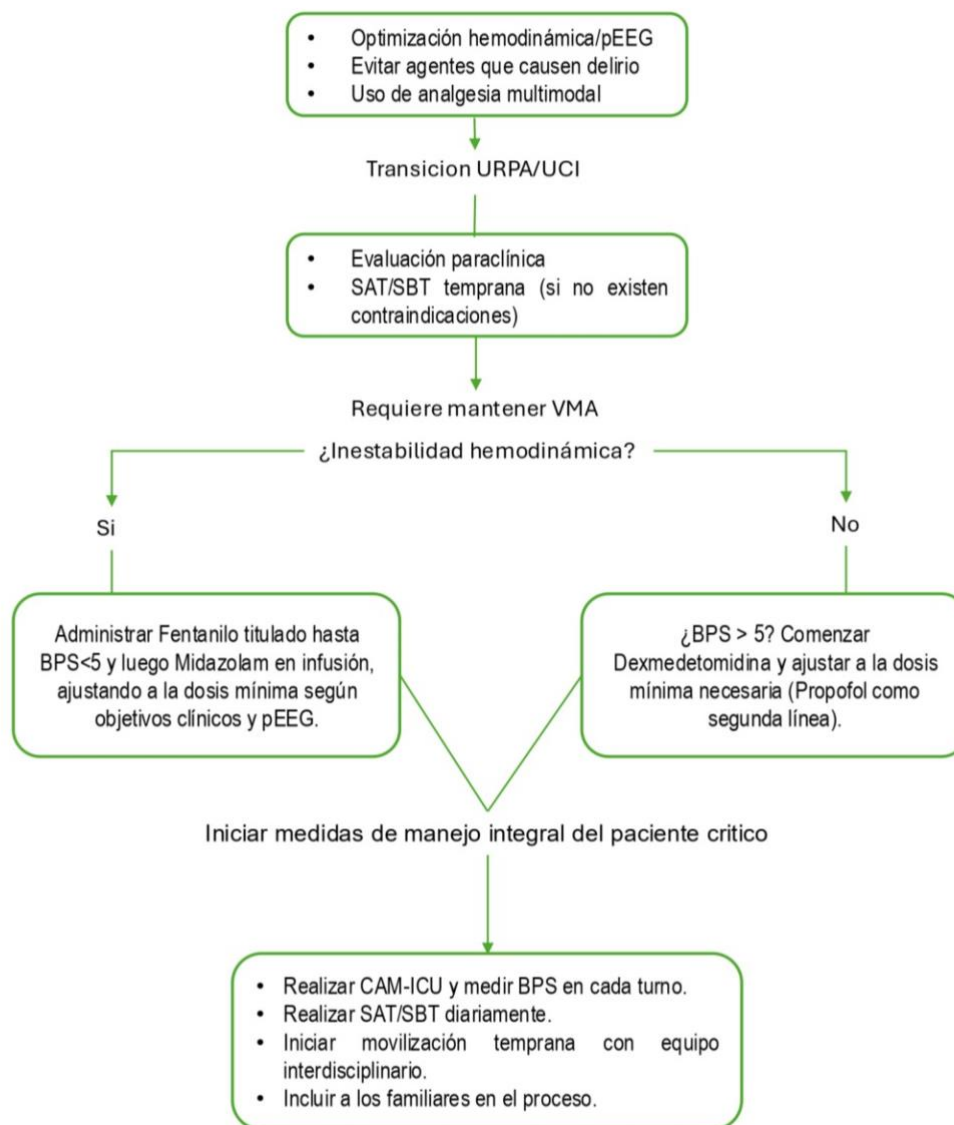 • Optimización hemodinámica/pEEG
• Evitar agentes que causen delirio
• Uso de analgesia multimodal
Transicion URPA/UCI
• Evaluación paraclínica
• SAT/SBT temprana (si no existen
contraindicaciones)
Requiere mantener VMA
¿Inestabilidad hemodinámica?
Si
No
Administrar Fentanilo titulado hasta
BPS<5 y luego Midazolam en infusión,
ajustando a la dosis mínima según
objetivos clínicos y pEEG.
¿BPS > 5? Comenzar
Dexmedetomidina y ajustar a la dosis
mínima necesaria (Propofol como
segunda línea).
Iniciar medidas de manejo integral del paciente critico
• Realizar CAM-ICU y medir BPS en cada turno.
• Realizar SAT/SBT diariamente.
• Iniciar movilización temprana con equipo
interdisciplinario.
• Incluir a los familiares en el proceso.